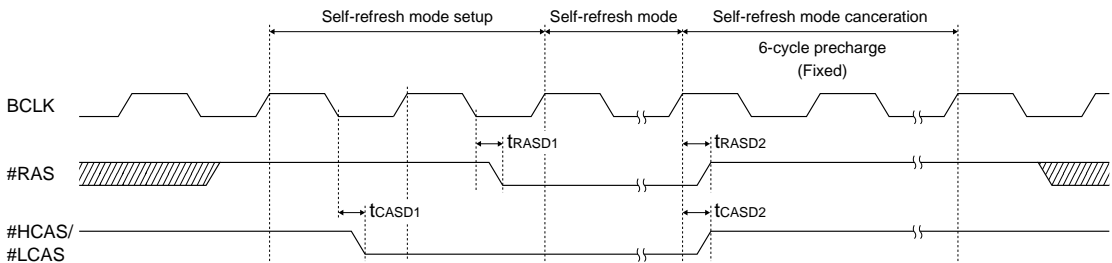 Self-refresh mode setup
Self-refresh mode
Self-refresh mode canceration
6-cycle precharge
(Fixed)
BCLK
tRASD1
tRASD2
#RAS
tCASD1
tCASD2
#HCAS/
#LCAS